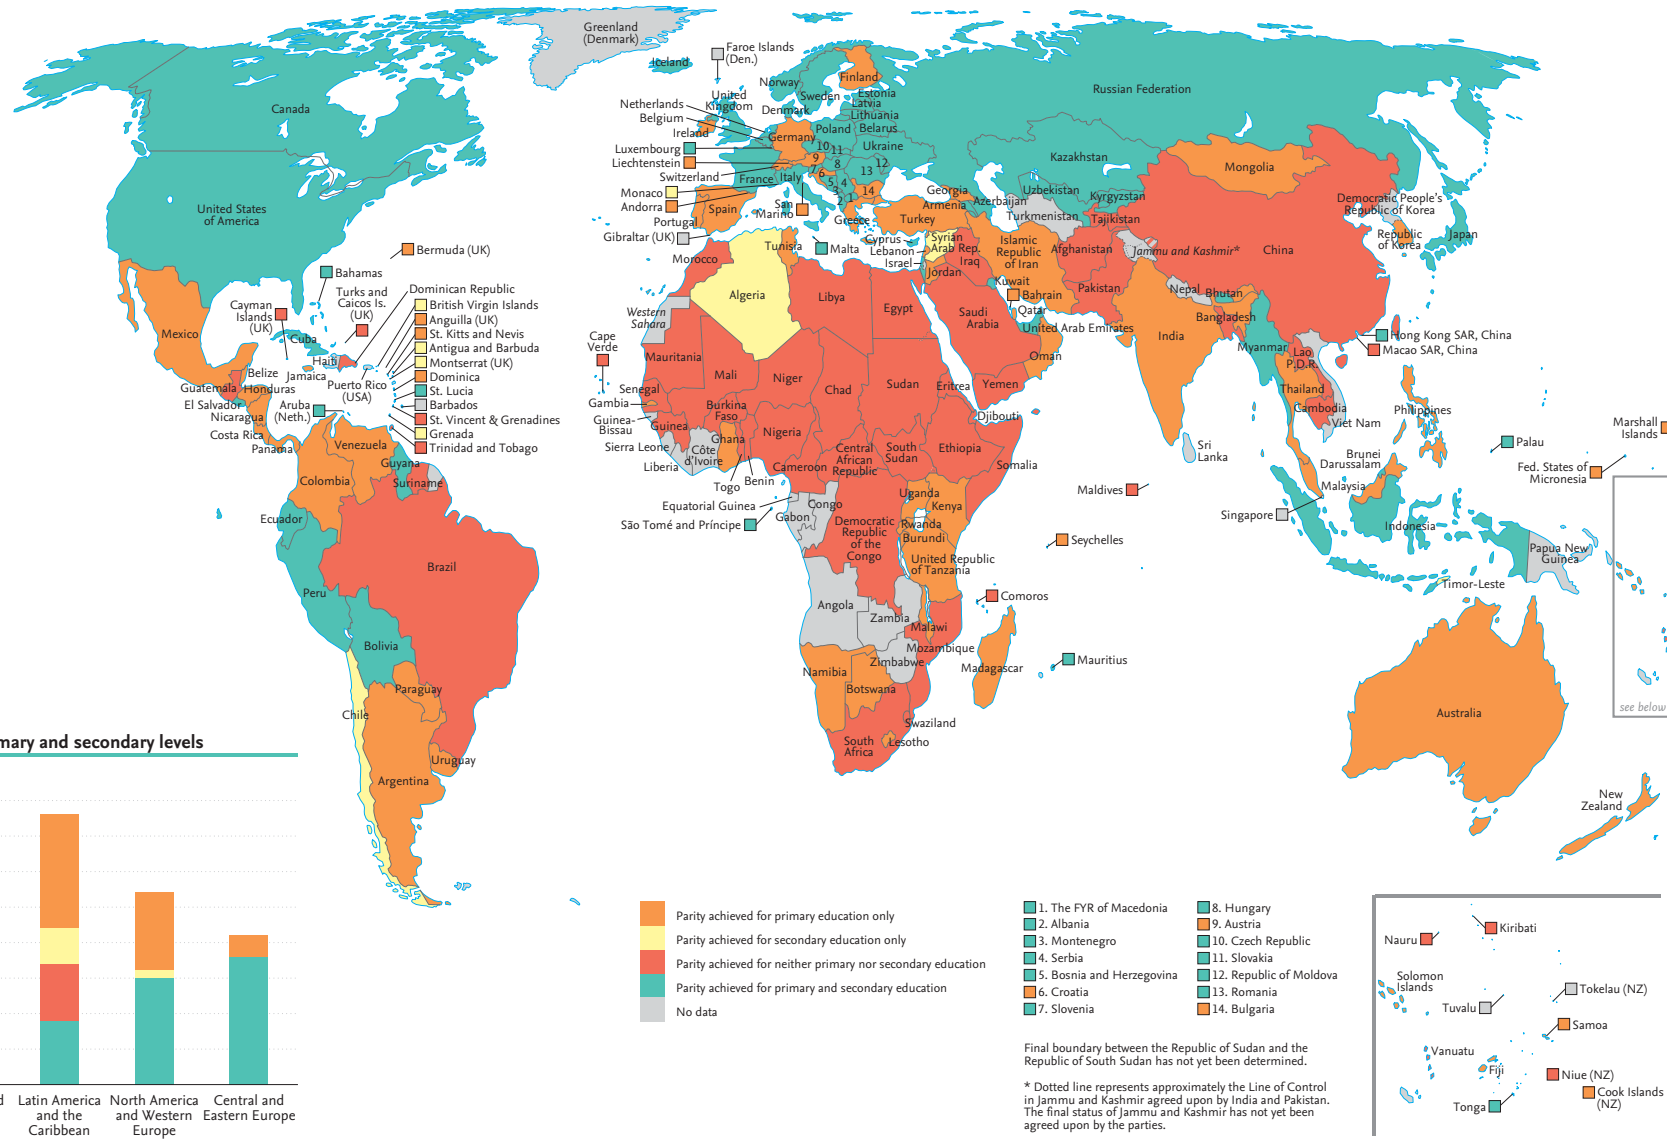 Greenland
(Denmark)
Faroe Islands
(Den.)
Iceland
Norway
Sweden
Finland
Estonia
Latvia
Lithuania
Belarus
Denmark
United
Kingdom
Netherlands
Belgium
Ireland
Luxembourg
Liechtenstein
Switzerland
Monaco
Andorra
Portugal
Gibraltar (UK)
Spain
France
Italy
San
Marino
Germany
Poland
Ukraine
10
11
9
8
7
6
5
4
3
2
1
12
13
14
Greece
Malta
Cyprus
Lebanon
Israel
Turkey
Georgia
Armenia
Azerbaijan
Russian Federation
Kazakhstan
Uzbekistan
Kyrgyzstan
Turkmenistan
Tajikistan
Mongolia
Democratic People's
Republic of Korea
Republic
of Korea
Japan
China
Jammu and Kashmir*
Afghanistan
Pakistan
Nepal
Bhutan
Bangladesh
India
Myanmar
Lao
P.D.R.
Thailand
Cambodia
Viet Nam
Hong Kong SAR, China
Macao SAR, China
Philippines
Brunei
Darussalam
Malaysia
Singapore
Indonesia
Timor-Leste
Papua New
Guinea
Palau
Fed. States of
Micronesia
Marshall
Islands
see below
Sri
Lanka
Maldives
Syrian
Arab Rep.
Iraq
Islamic
Republic
of Iran
Jordan
Kuwait
Bahrain
Qatar
United Arab Emirates
Saudi
Arabia
Oman
Yemen
Canada
United States
of America
Bermuda (UK)
Bahamas
Turks and
Caicos Is.
(UK)
Cayman
Islands
(UK)
Mexico
Cuba
Haiti
Jamaica
Belize
Guatemala
Honduras
El Salvador
Nicaragua
Costa Rica
Panama
Aruba
(Neth.)
Puerto Rico
(USA)
Dominican Republic
British Virgin Islands
Anguilla (UK)
St. Kitts and Nevis
Antigua and Barbuda
Montserrat (UK)
Dominica
St. Lucia
Barbados
St. Vincent & Grenadines
Grenada
Trinidad and Tobago
Venezuela
Guyana
Suriname
Colombia
Ecuador
Peru
Brazil
Bolivia
Paraguay
Chile
Argentina
Uruguay
Morocco
Tunisia
Algeria
Libya
Egypt
Western
Sahara
Cape
Verde
Mauritania
Mali
Niger
Chad
Sudan
Eritrea
Djibouti
Senegal
Gambia
Guinea-
Bissau
Guinea
Sierra Leone
Liberia
Burkina
Faso
Ghana
Côte
d'Ivoire
Togo
Benin
Nigeria
Cameroon
Central
African
Republic
South
Sudan
Ethiopia
Somalia
Equatorial Guinea
São Tomé and Príncipe
Gabon
Congo
Democratic
Republic
of the
Congo
Uganda
Kenya
Rwanda
Burundi
United Republic
of Tanzania
Seychelles
Comoros
Angola
Zambia
Malawi
Mozambique
Zimbabwe
Namibia
Botswana
Madagascar
Mauritius
Swaziland
Lesotho
South
Africa
Australia
New
Zealand
mary and secondary levels
d
Latin America
and the
Caribbean
North America
and Western
Europe
Central and
Eastern Europe
Parity achieved for primary education only
Parity achieved for secondary education only
Parity achieved for neither primary nor secondary education
Parity achieved for primary and secondary education
No data
1. The FYR of Macedonia
2. Albania
3. Montenegro
4. Serbia
5. Bosnia and Herzegovina
6. Croatia
7. Slovenia
8. Hungary
9. Austria
10. Czech Republic
11. Slovakia
12. Republic of Moldova
13. Romania
14. Bulgaria
Final boundary between the Republic of Sudan and the
Republic of South Sudan has not yet been determined.
* Dotted line represents approximately the Line of Control
in Jammu and Kashmir agreed upon by India and Pakistan.
The final status of Jammu and Kashmir has not yet been
agreed upon by the parties.
Nauru
Kiribati
Solomon
Islands
Tuvalu
Tokelau (NZ)
Samoa
Vanuatu
Fiji
Niue (NZ)
Cook Islands
(NZ)
Tonga